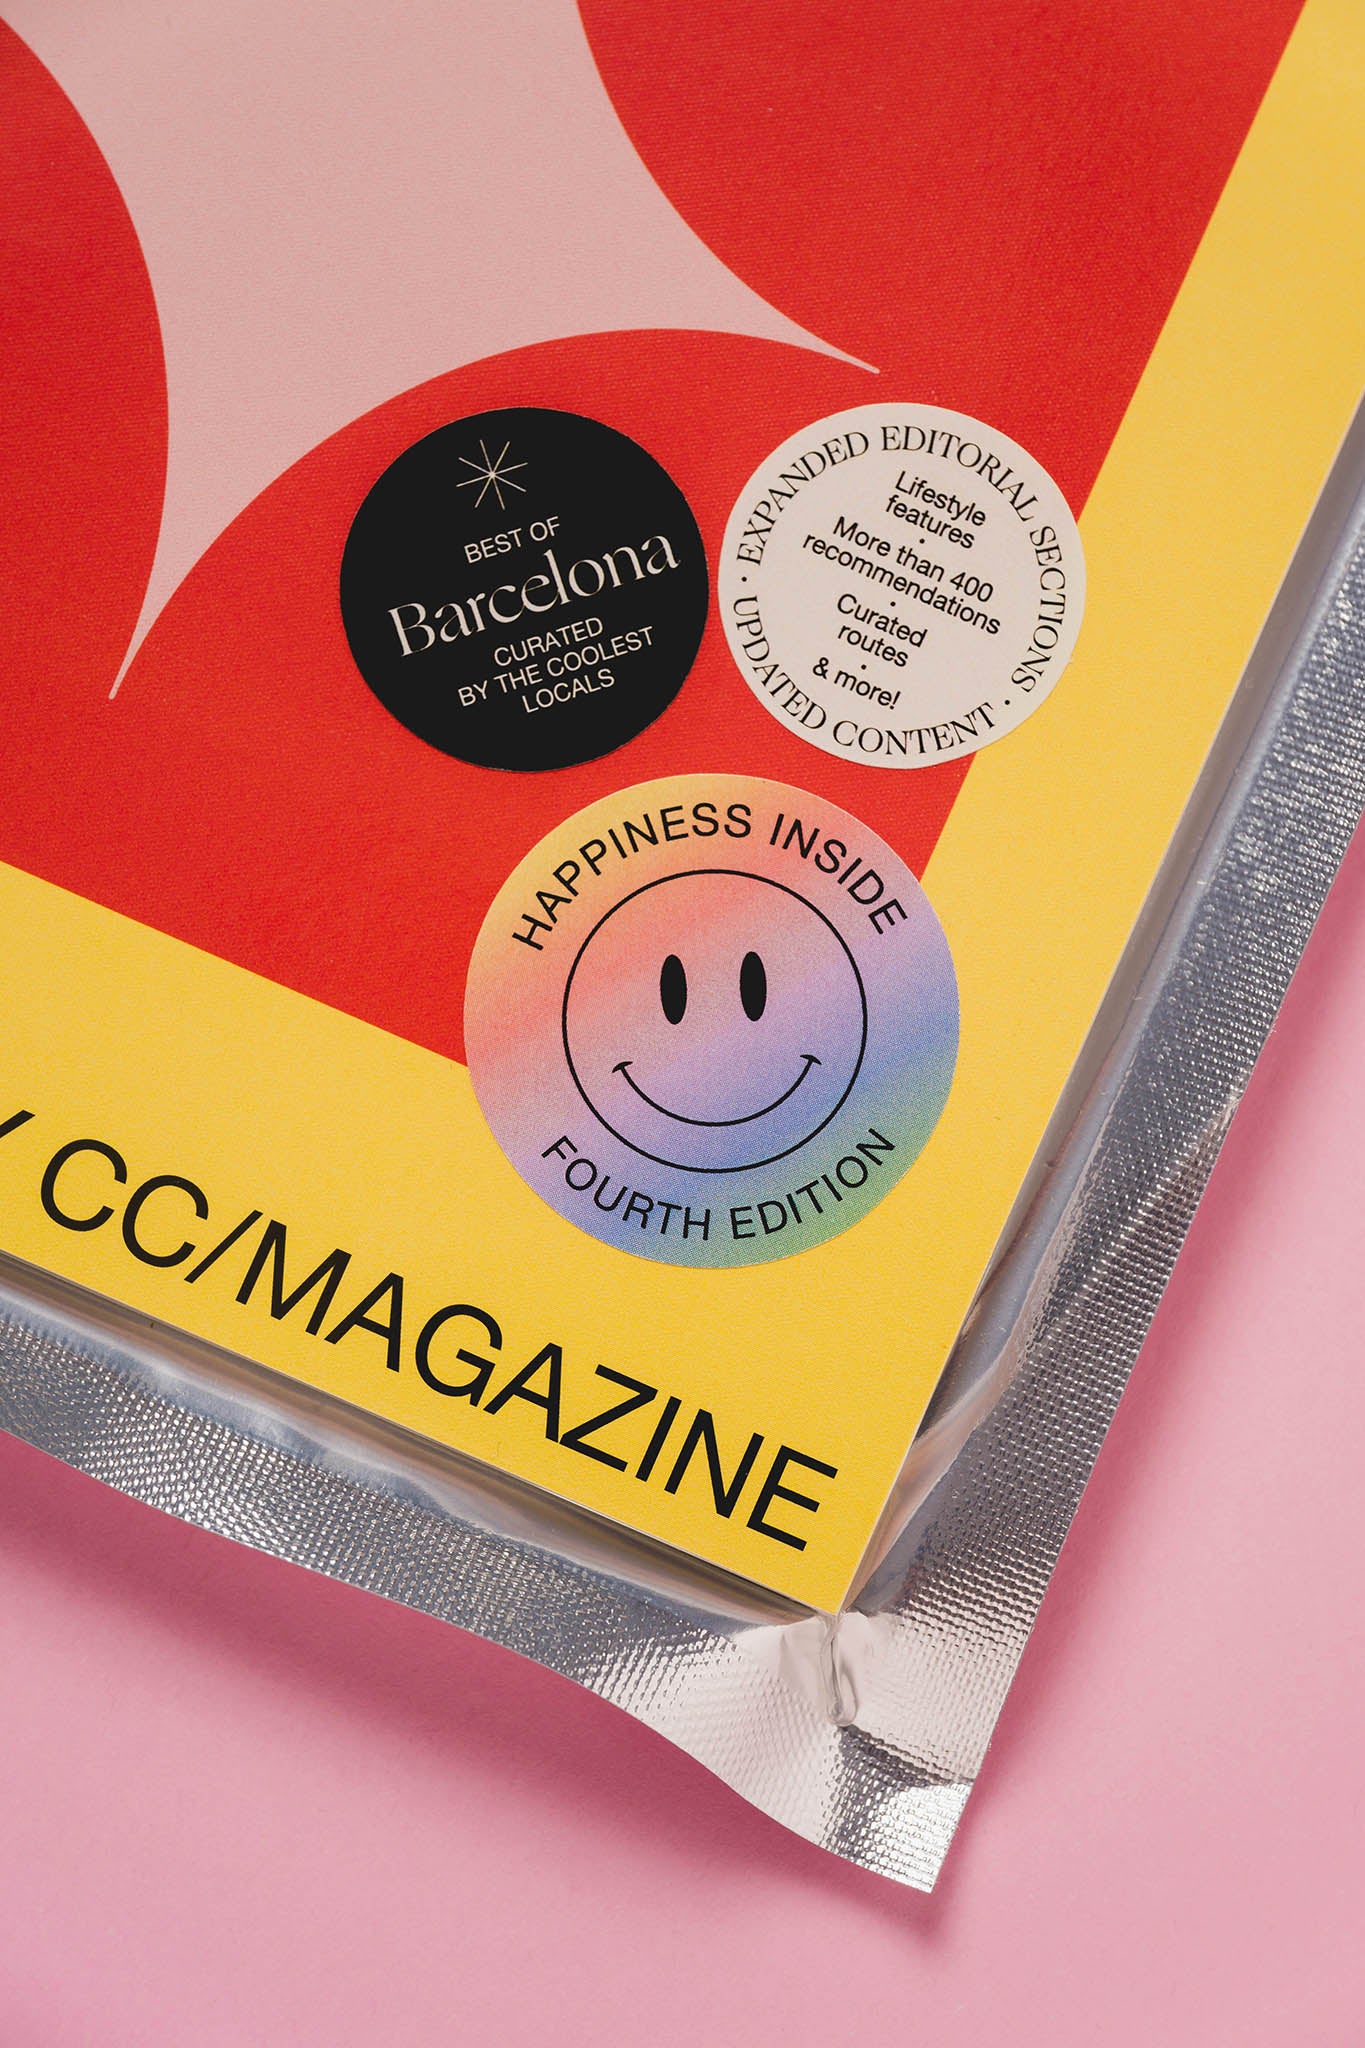 BEST OF
Barcelona
CURATED
BY THE COOLEST
LOCALS
EXPANDED EDITORIAL SECTIONS ·
UPDATED CONTENT ·
Lifestyle
features
·
More than 400
recommendations
·
Curated
routes
·
& more!
HAPPINESS INSIDE
FOURTH EDITION
/ CC/MAGAZINE